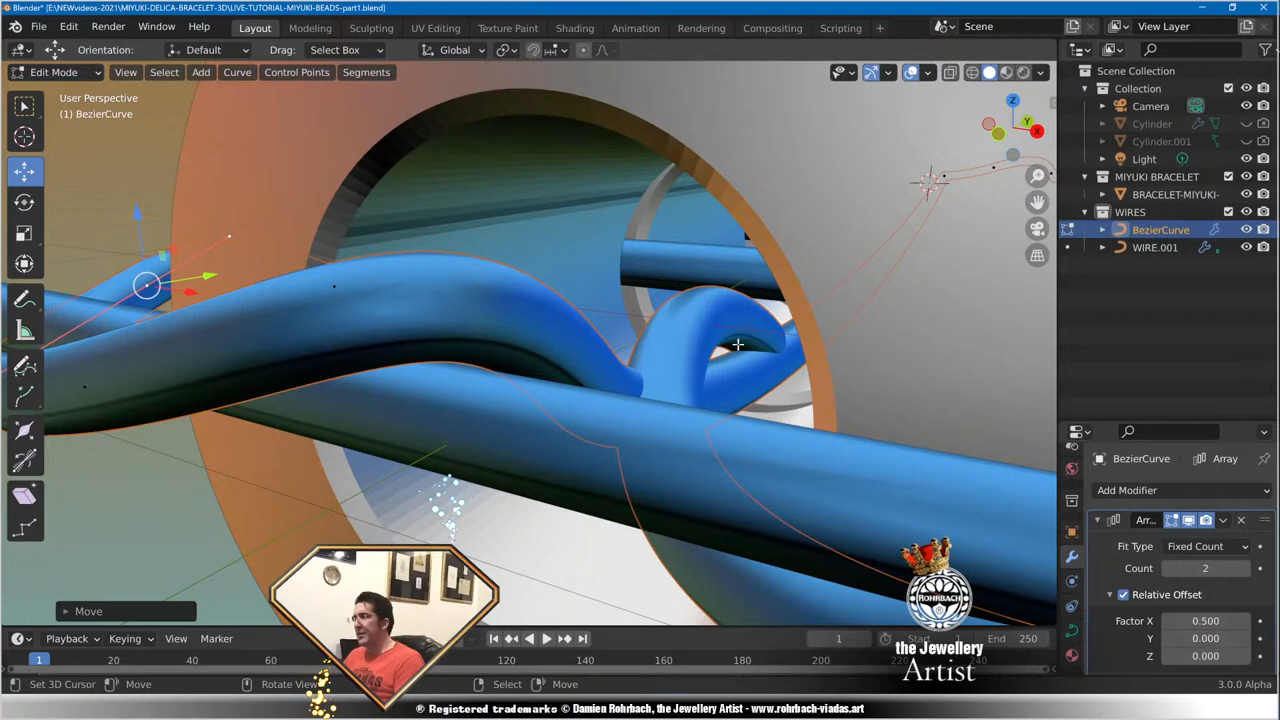 Blender* [E:\NEWvideos-2021\MIYUKI-DELICA-BRACELET-3D\LIVE-TUTORIAL-MIYUKI-BEADS-part1.blend]
File Edit Render Window Help Layout Modeling Sculpting UV Editing Texture Paint Shading Animation Rendering Compositing Scripting + Scene View Layer
Orientation: Default Drag: Select Box Global
Edit Mode View Select Add Curve Control Points Segments
User Perspective
(1) BezierCurve
Z
Y
X
Scene Collection
Collection
Camera
Cylinder
Cylinder.001
Light
MIYUKI BRACELET
BRACELET-MIYUKI-
WIRES
BezierCurve
WIRE.001
BezierCurve Array
Add Modifier
Arr...
Fit Type Fixed Count
Count 2
Relative Offset
Factor X 0.500
Y 0.000
Z 0.000
Move
ROHRBACH
the Jewellery
Artist
Playback Keying View Marker 1 Start 1 End 250
1 20 40 60 120 140 160 180 200 220 240
Set 3D Cursor Move Rotate View Select Move 3.0.0 Alpha
® Registered trademarks © Damien Rohrbach, the Jewellery Artist - www.rohrbach-viadas.art